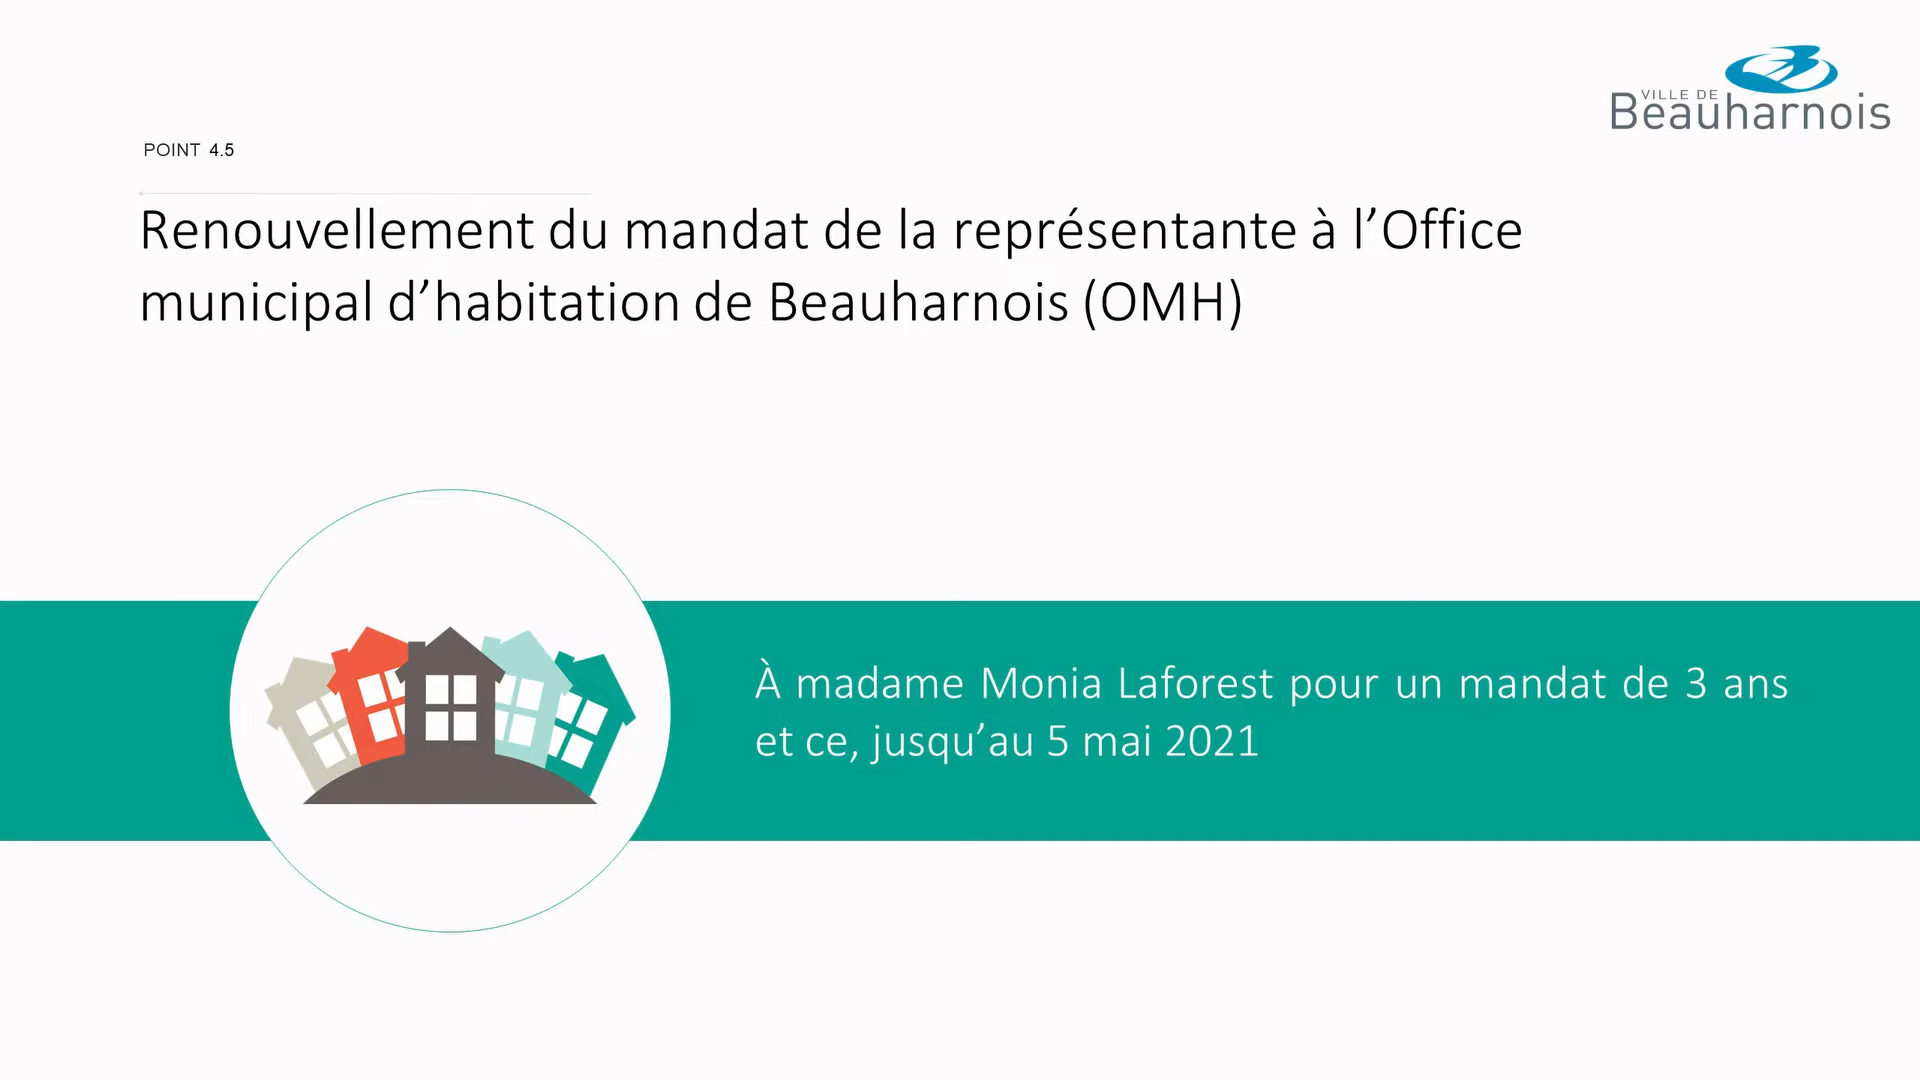 VILLE DE
Beauharnois
POINT 4.5
Renouvellement du mandat de la représentante à l’Office
municipal d’habitation de Beauharnois (OMH)
À madame Monia Laforest pour un mandat de 3 ans
et ce, jusqu’au 5 mai 2021